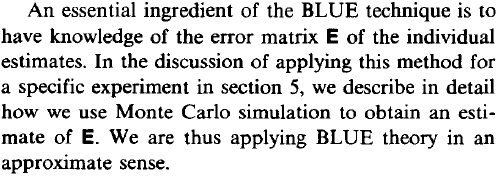 An essential ingredient of the BLUE technique is to
have knowledge of the error matrix E of the individual
estimates. In the discussion of applying this method for
a specific experiment in section 5, we describe in detail
how we use Monte Carlo simulation to obtain an esti-
mate of E. We are thus applying BLUE theory in an
approximate sense.